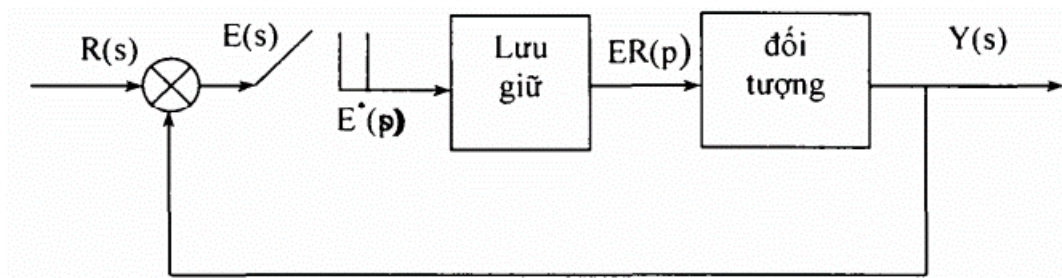 R(s)
E(s)
E*(p)
Lưu
giữ
ER(p)
đối
tượng
Y(s)